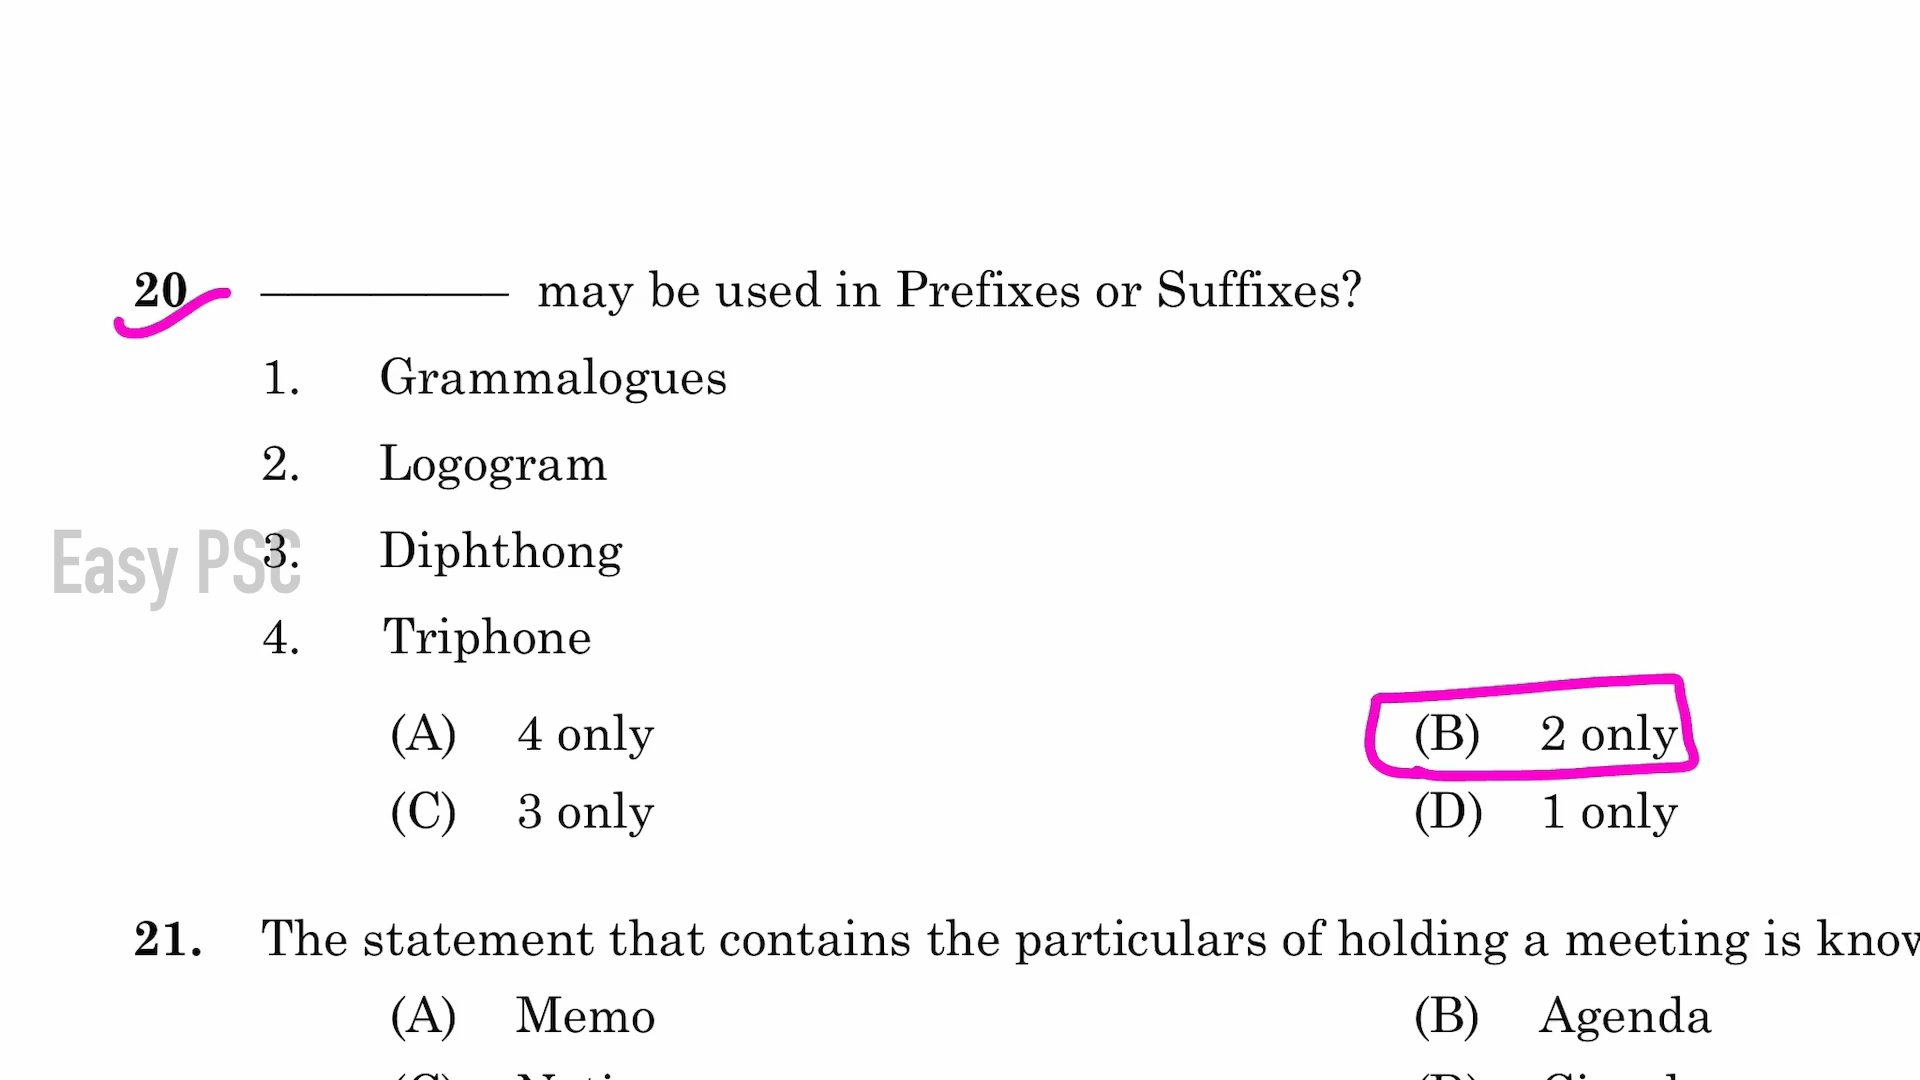 20 ________ may be used in Prefixes or Suffixes?
1. Grammalogues
2. Logogram
Easy PSC
3. Diphthong
4. Triphone
(A) 4 only (B) 2 only
(C) 3 only (D) 1 only
21. The statement that contains the particulars of holding a meeting is
(A) Memo (B) Agenda